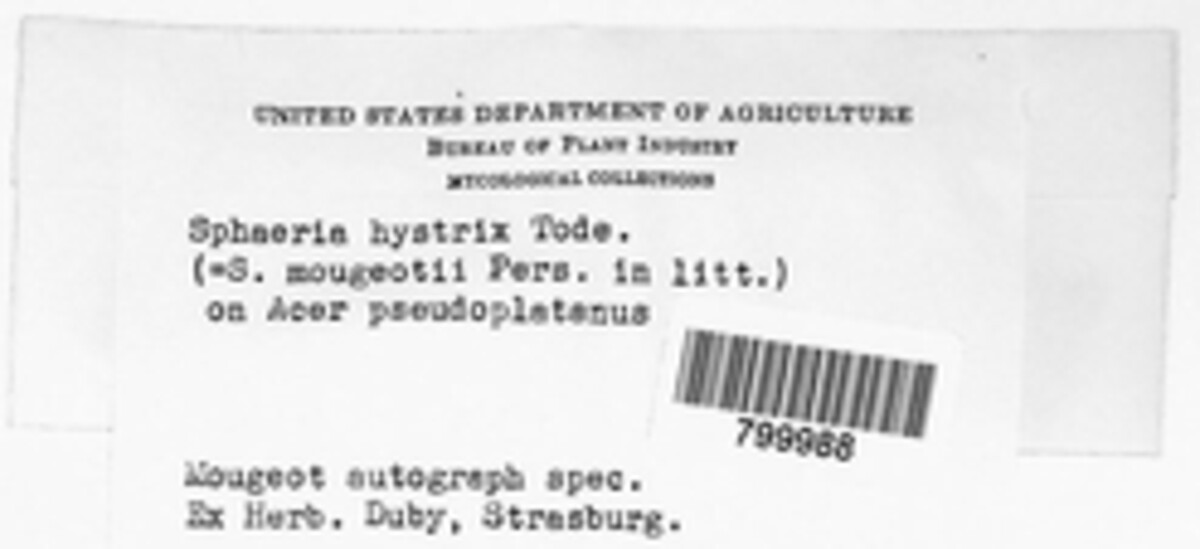 UNITED STATES DEPARTMENT OF AGRICULTURE
BUREAU OF PLANT INDUSTRY
MYCOLOGICAL COLLECTIONS
Sphaeria hystrix Tode.
(=S. mougeotii Pers. in litt.)
on Acer pseudoplatanus
799988
Mougeot autograph spec.
Ex Herb. Duby, Strasburg.